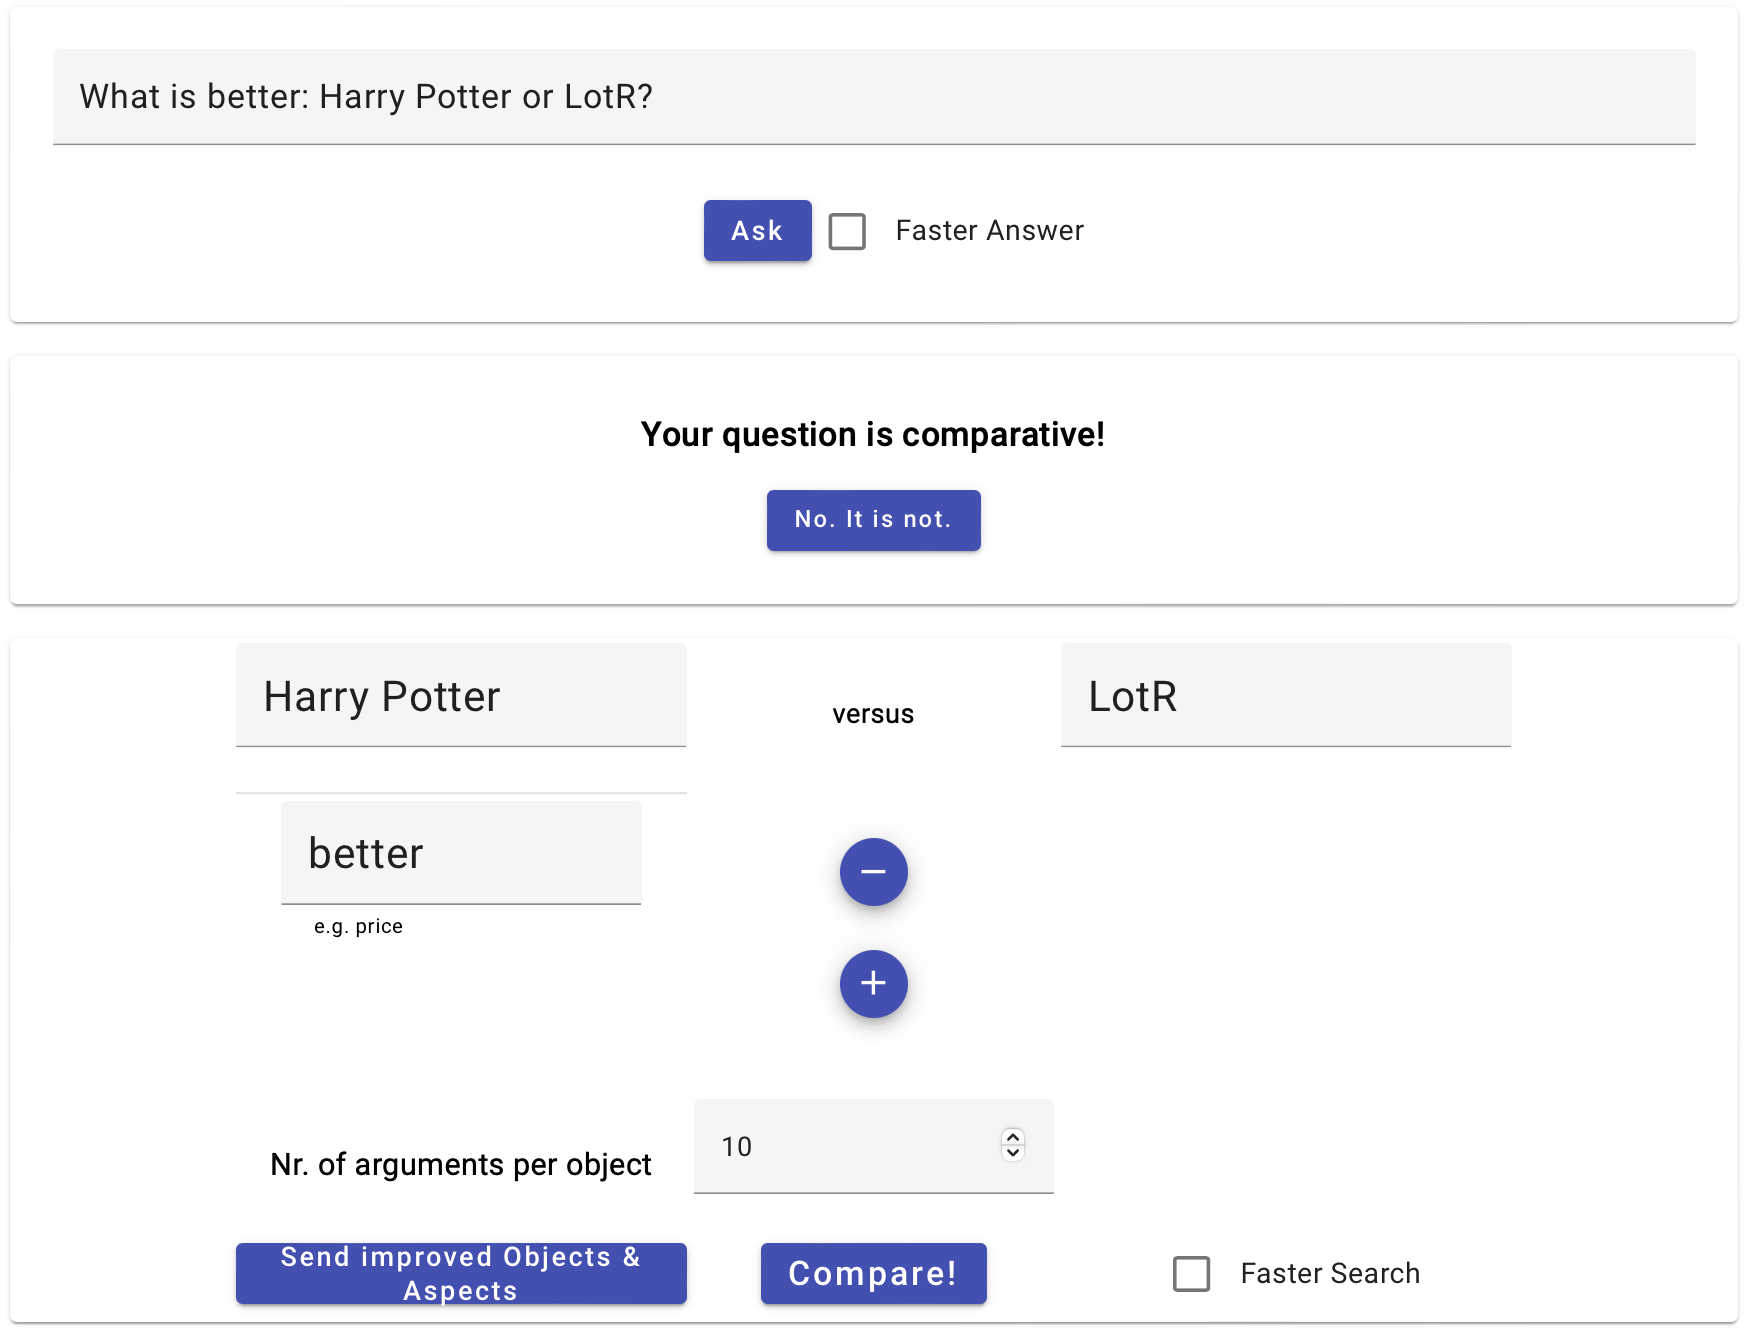 What is better: Harry Potter or LotR?
Ask
Faster Answer
Your question is comparative!
No. It is not.
Harry Potter
versus
LotR
better
e.g. price
Nr. of arguments per object
10
Send improved Objects &
Aspects
Compare!
Faster Search